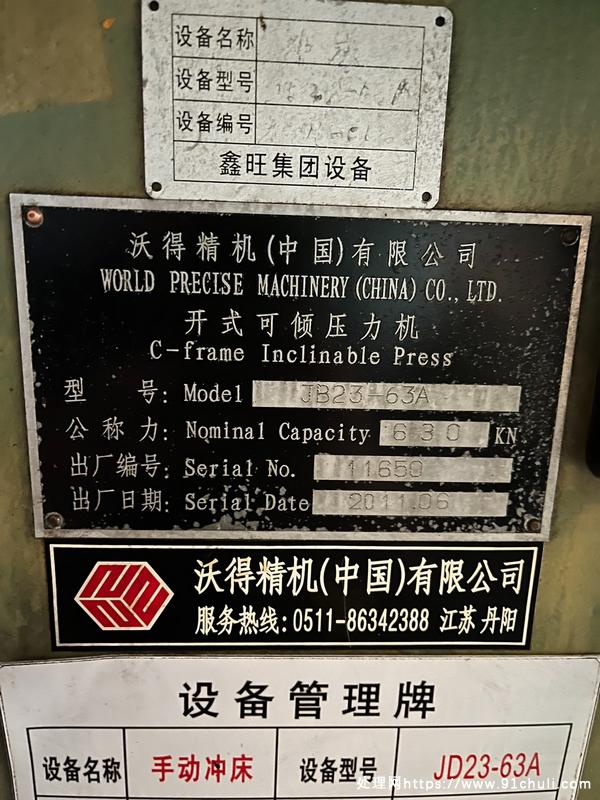 设备名称
设备型号
设备编号
鑫旺集团设备
沃得精机(中国)有限公司
WORLD PRECISE MACHINERY (CHINA) CO., LTD.
开式可倾压力机
C-frame Inclinable Press
型 号: Model JB23-63A
公称力: Nominal Capacity 630 KN
出厂编号: Serial No. 11650
出厂日期: Serial Date 2011.06
沃得精机(中国)有限公司
服务热线: 0511-86342388 江苏 丹阳
设备管理牌
设备名称 手动冲床 设备型号 JD23-63A
处理网https://www.91chuli.com/